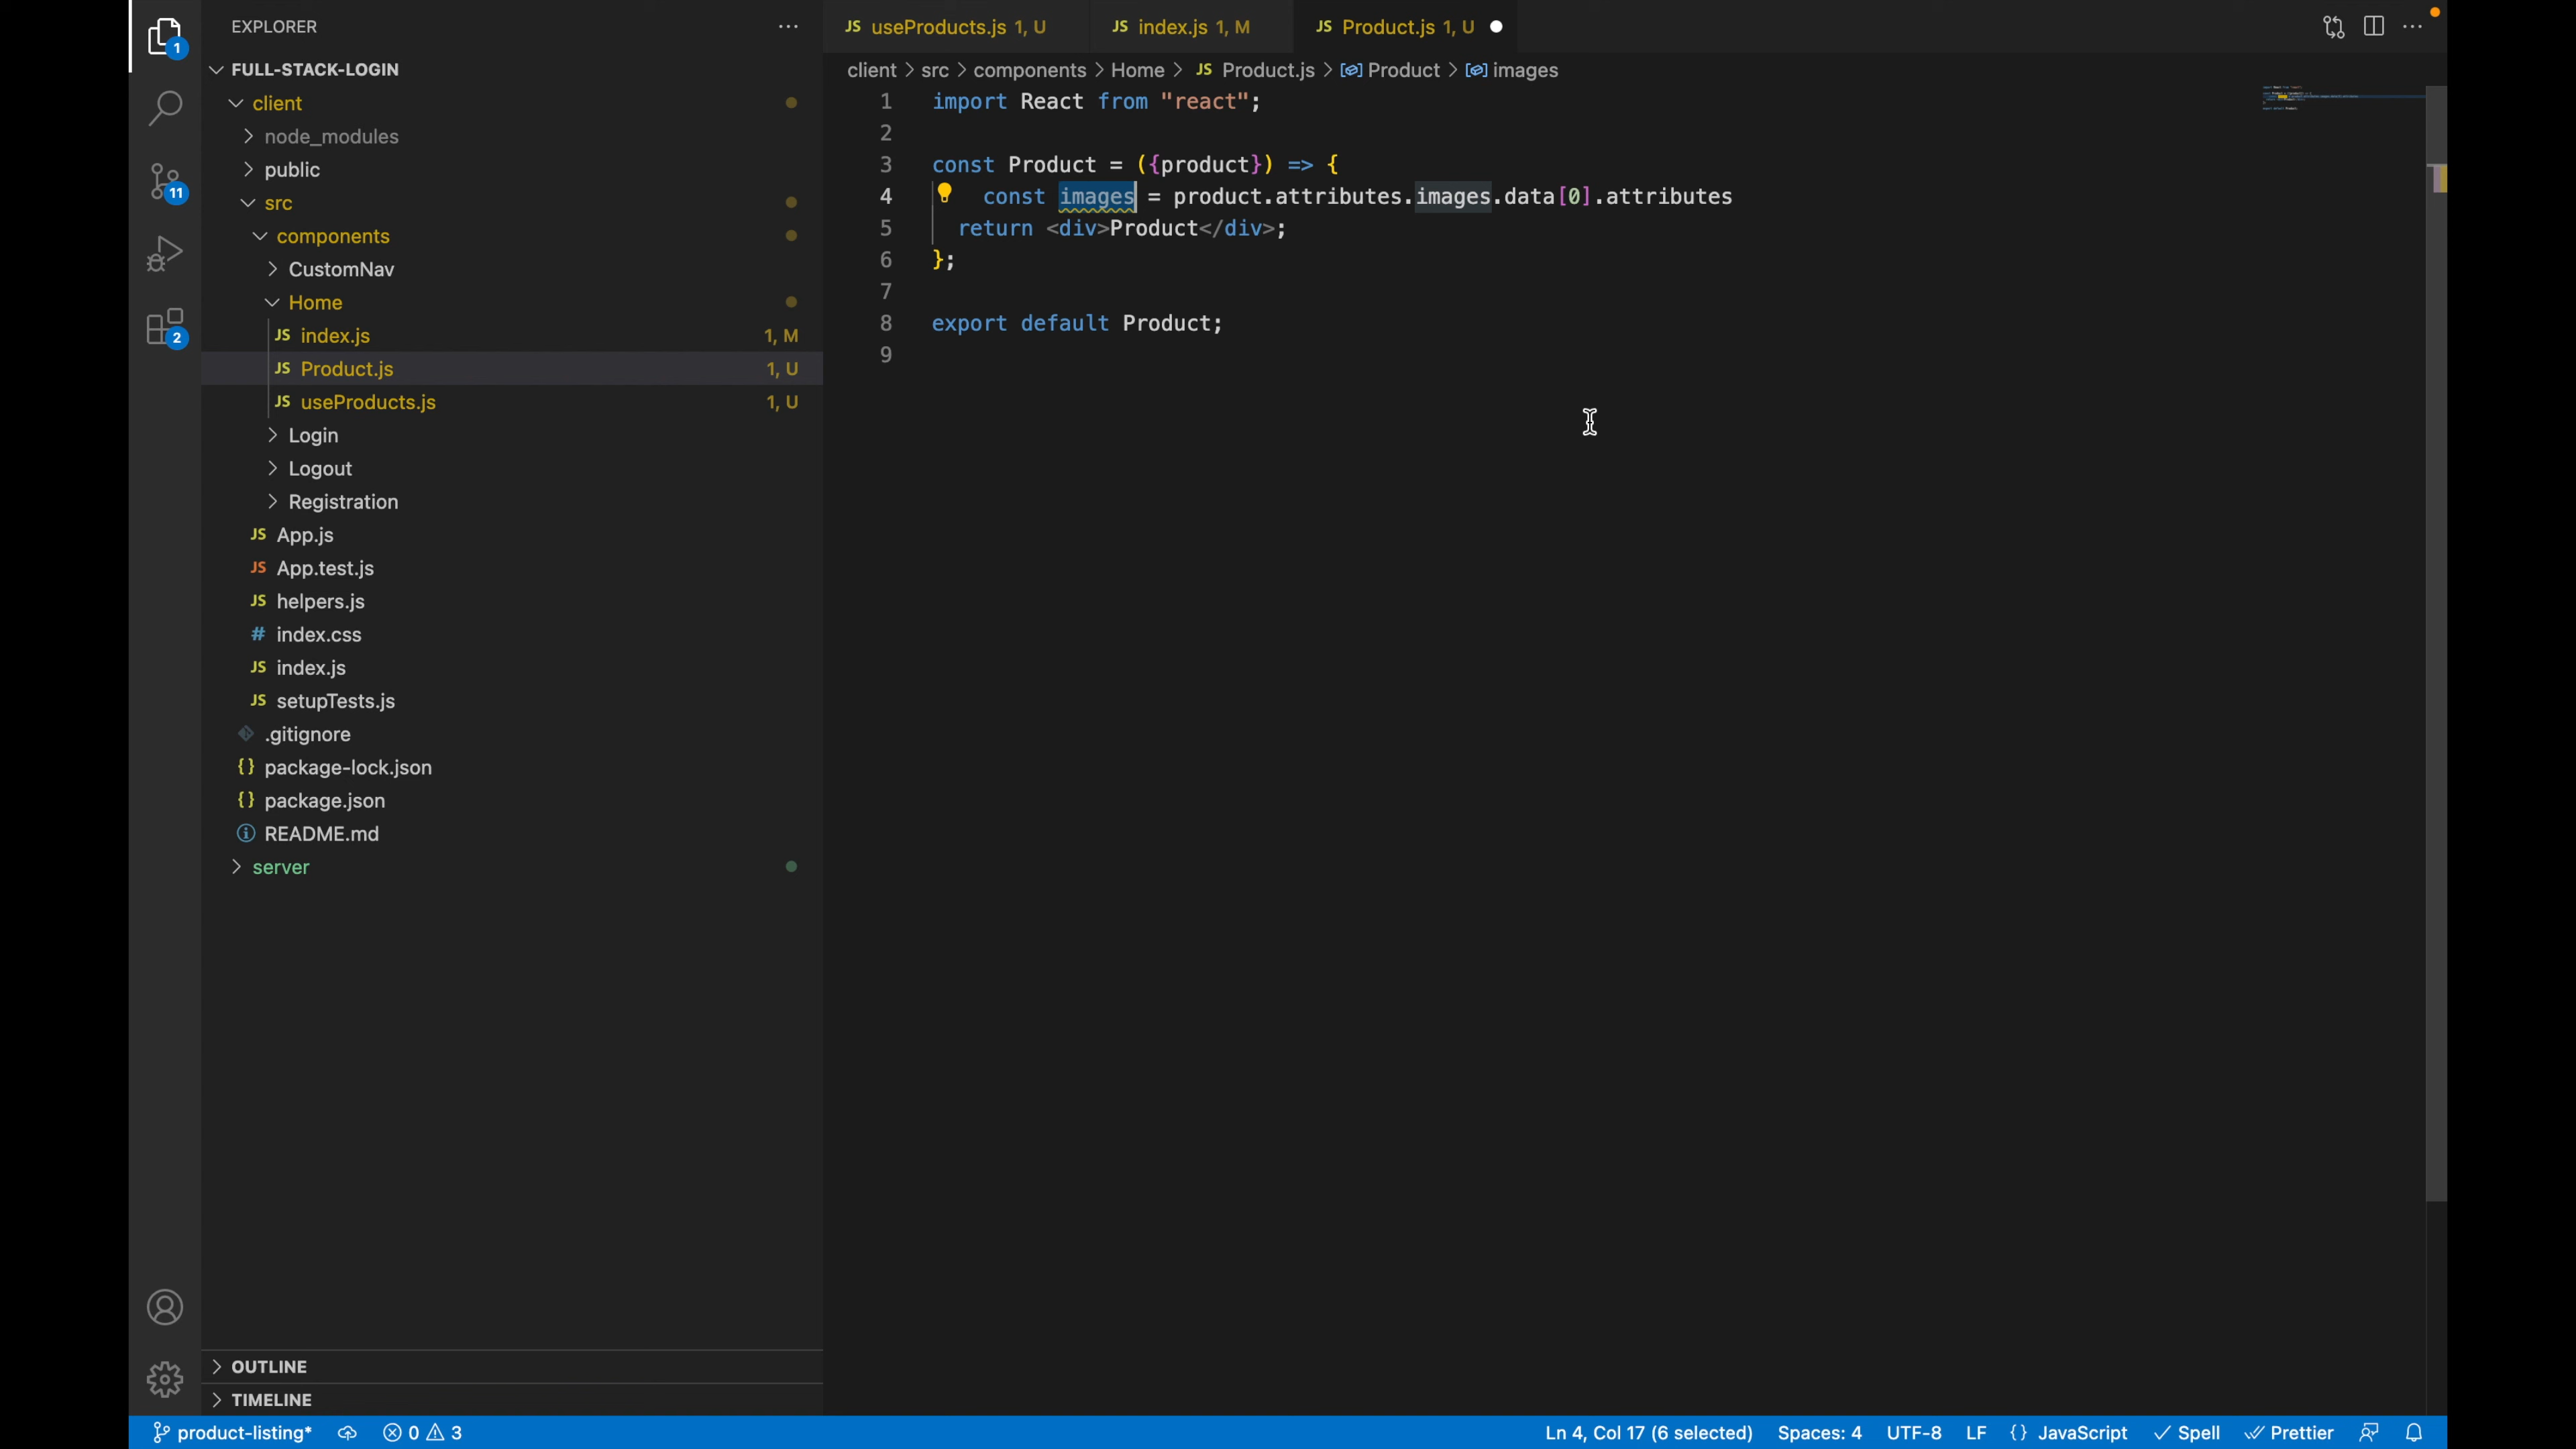 EXPLORER
FULL-STACK-LOGIN
client
node_modules
public
src
components
CustomNav
Home
JS index.js 1, M
JS Product.js 1, U
JS useProducts.js 1, U
Login
Logout
Registration
JS App.js
JS App.test.js
JS helpers.js
# index.css
JS index.js
JS setupTests.js
.gitignore
{} package-lock.json
{} package.json
README.md
server
OUTLINE
TIMELINE
1
11
2
JS useProducts.js 1, U
JS index.js 1, M
JS Product.js 1, U
client > src > components > Home > JS Product.js > Product > images
1 import React from "react";
2
3 const Product = ({product}) => {
4 const images = product.attributes.images.data[0].attributes
5 return <div>Product</div>;
6 };
7
8 export default Product;
9
product-listing* 0 3 Ln 4, Col 17 (6 selected) Spaces: 4 UTF-8 LF {} JavaScript Spell Prettier